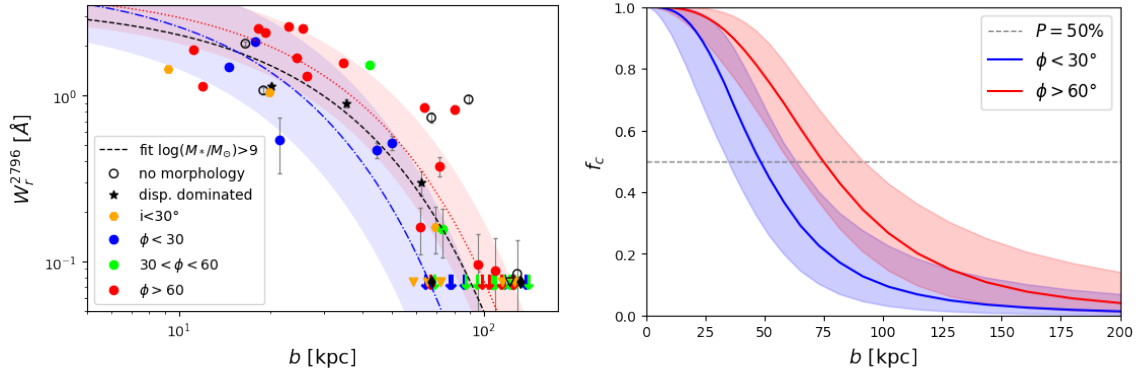 W_r^2796 [Å]
10^0
10^-1
fit log(M_*/M_⊙)>9
no morphology
disp. dominated
i<30°
ϕ < 30
30 < ϕ < 60
ϕ > 60
10^1
10^2
b [kpc]
f_c
1.0
0.8
0.6
0.4
0.2
0.0
P = 50%
ϕ < 30°
ϕ > 60°
0
25
50
75
100
125
150
175
200
b [kpc]